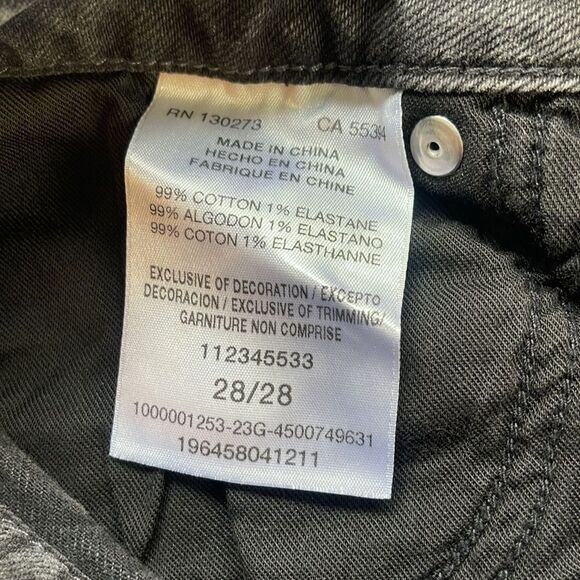 RN 130273 CA 55384
MADE IN CHINA
HECHO EN CHINA
FABRIQUE EN CHINE
99% COTTON 1% ELASTANE
99% ALGODON 1% ELASTANO
99% COTON 1% ELASTHANNE
EXCLUSIVE OF DECORATION / EXCEPTO
DECORACION / EXCLUSIVE OF TRIMMING/
GARNITURE NON COMPRISE
112345533
28/28
1000001253-23G-4500749631
196458041211